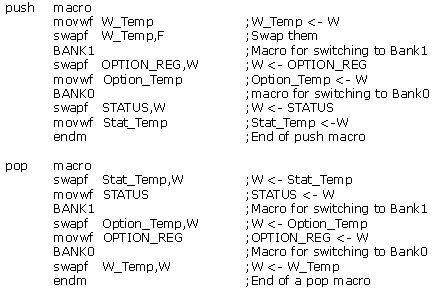 push macro
movwf W_Temp ;W_Temp <- W
swapf W_Temp,F ;Swap them
BANK1 ;Macro for switching to Bank1
swapf OPTION_REG,W ;W <- OPTION_REG
movwf Option_Temp ;Option_Temp <- W
BANK0 ;macro for switching to Bank0
swapf STATUS,W ;W <- STATUS
movwf Stat_Temp ;Stat_Temp <-W
endm ;End of push macro
pop macro
swapf Stat_Temp,W ;W <- Stat_Temp
movwf STATUS ;STATUS <- W
BANK1 ;Macro for switching to Bank1
swapf Option_Temp,W ;W <- Option_Temp
movwf OPTION_REG ;OPTION_REG <- W
BANK0 ;Macro for switching to Bank0
swapf W_Temp,W ;W <- W_Temp
endm ;End of a pop macro